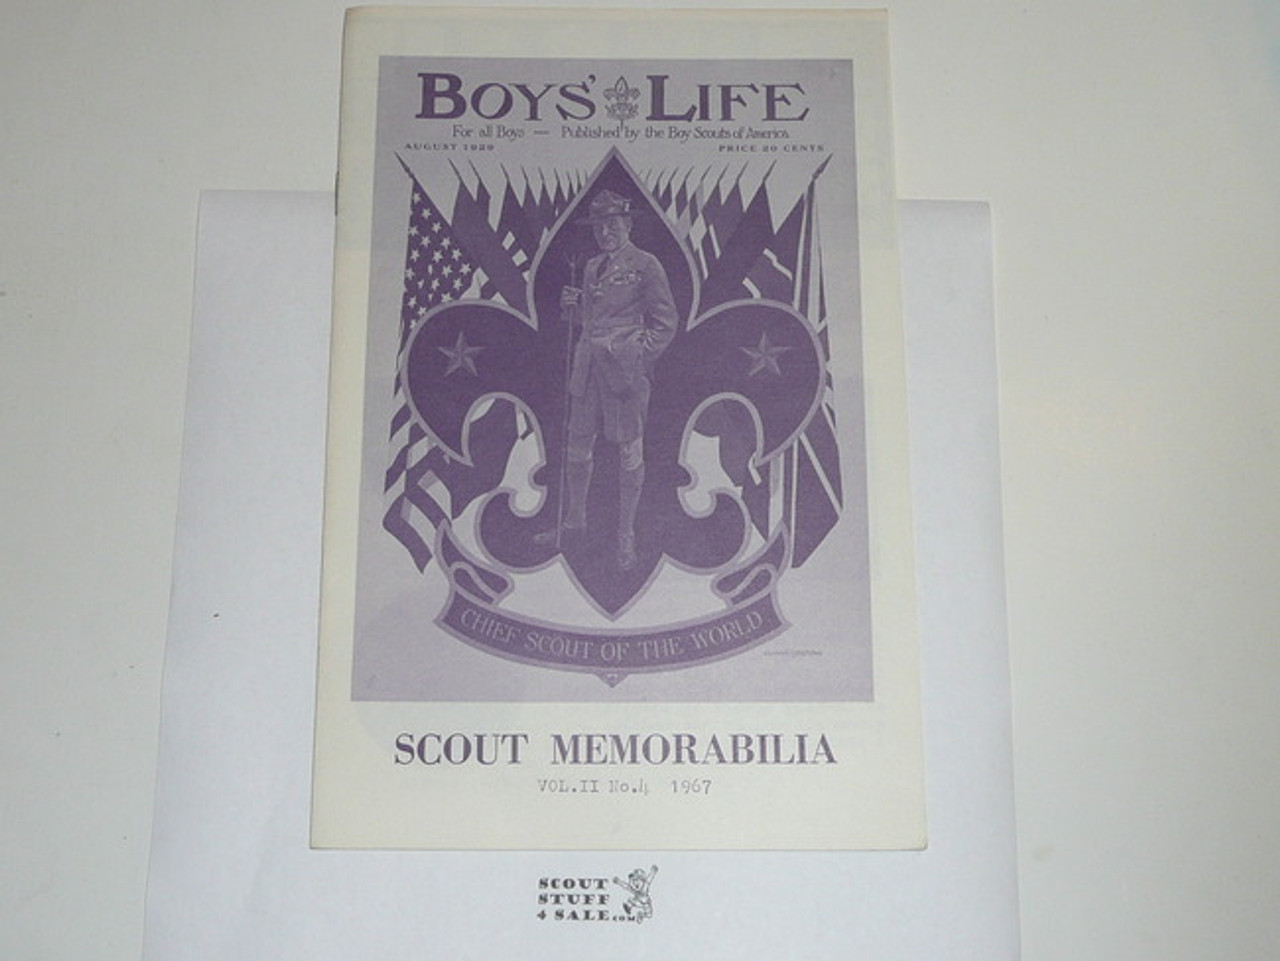 BOYS' LIFE
For all Boys — Published by the Boy Scouts of America
AUGUST 1929 PRICE 20 CENTS
CHIEF SCOUT OF THE WORLD
SCOUT MEMORABILIA
VOL.II No.4 1967
SCOUT
STUFF
4 SALE.COM